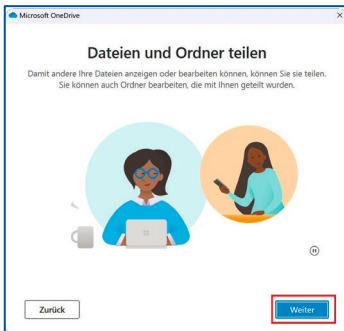 Microsoft OneDrive
Dateien und Ordner teilen
Damit andere Ihre Dateien anzeigen oder bearbeiten können, können Sie sie teilen.
Sie können auch Ordner bearbeiten, die mit Ihnen geteilt wurden.
Zurück
Weiter